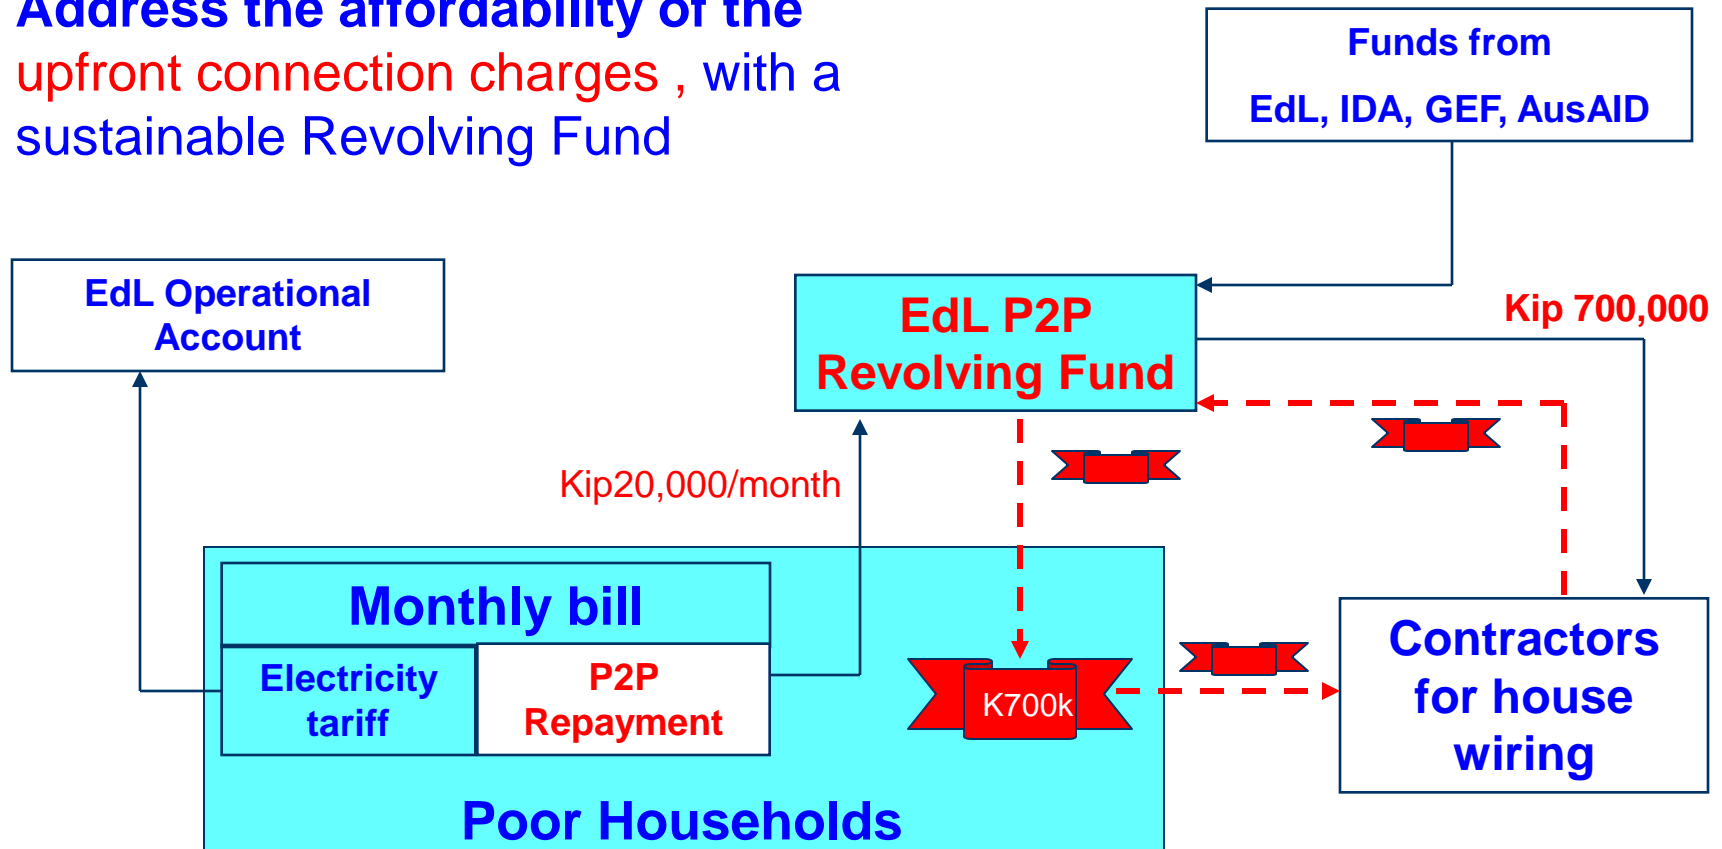 Address the affordability of the
upfront connection charges , with a
sustainable Revolving Fund
Funds from
EdL, IDA, GEF, AusAID
EdL Operational
Account
EdL P2P
Revolving Fund
Kip 700,000
Kip20,000/month
Monthly bill
Electricity
tariff
P2P
Repayment
K700k
Contractors
for house
wiring
Poor Households